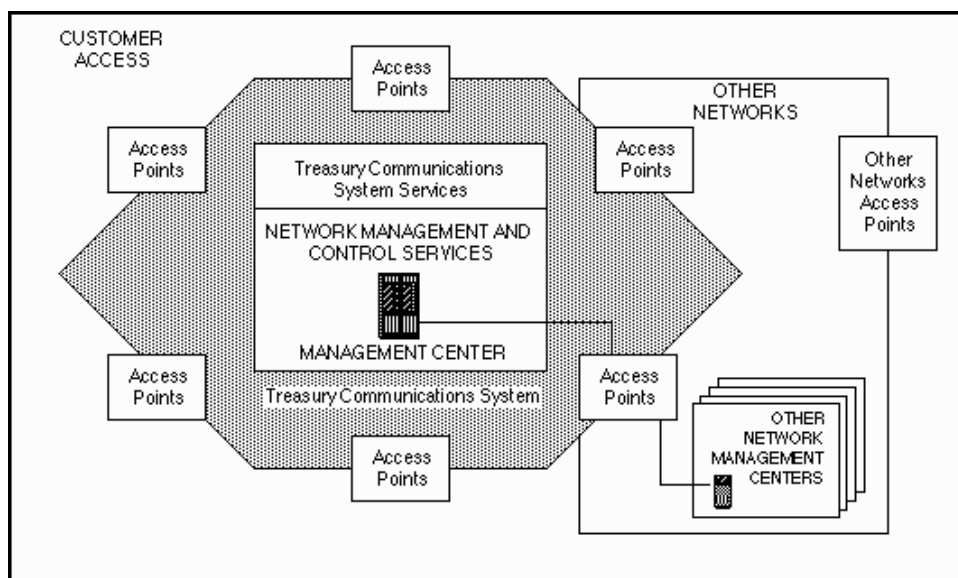 CUSTOMER
ACCESS
Access
Points
OTHER
NETWORKS
Access
Points
Access
Points
Other
Networks
Access
Points
Treasury Communications
System Services
NETWORK MANAGEMENT AND
CONTROL SERVICES
MANAGEMENT CENTER
Access
Points
Access
Points
Treasury Communications System
OTHER
NETWORK
MANAGEMENT
CENTERS
Access
Points